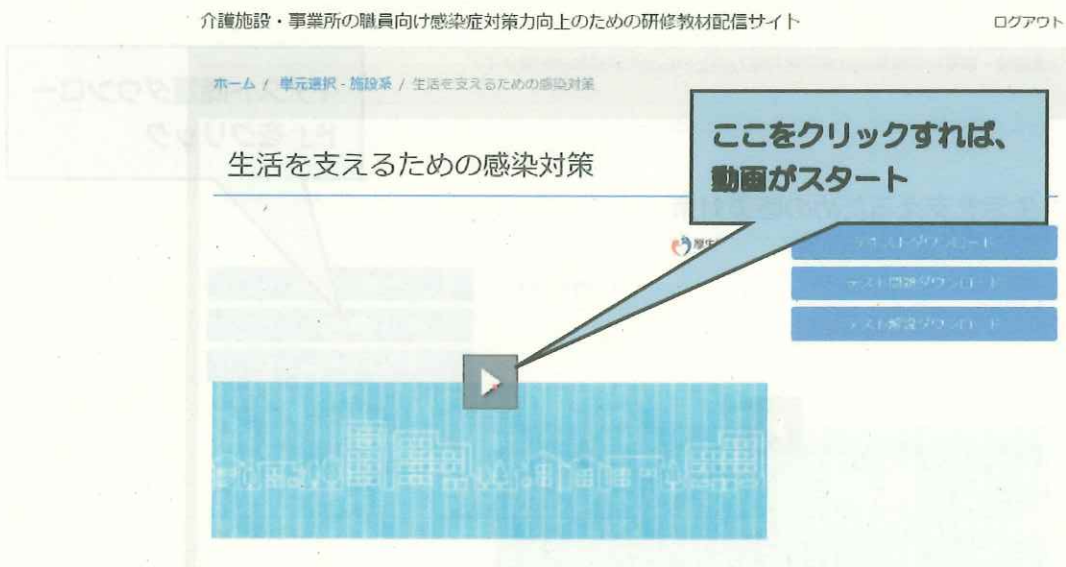 介護施設・事業所の職員向け感染症対策力向上のための研修教材配信サイト
ログアウト
ホーム / 単元選択 - 施設系 / 生活を支えるための感染対策
ここをクリックすれば、
動画がスタート
生活を支えるための感染対策
厚生
テキストダウンロード
テスト問題ダウンロード
テスト解説ダウンロード